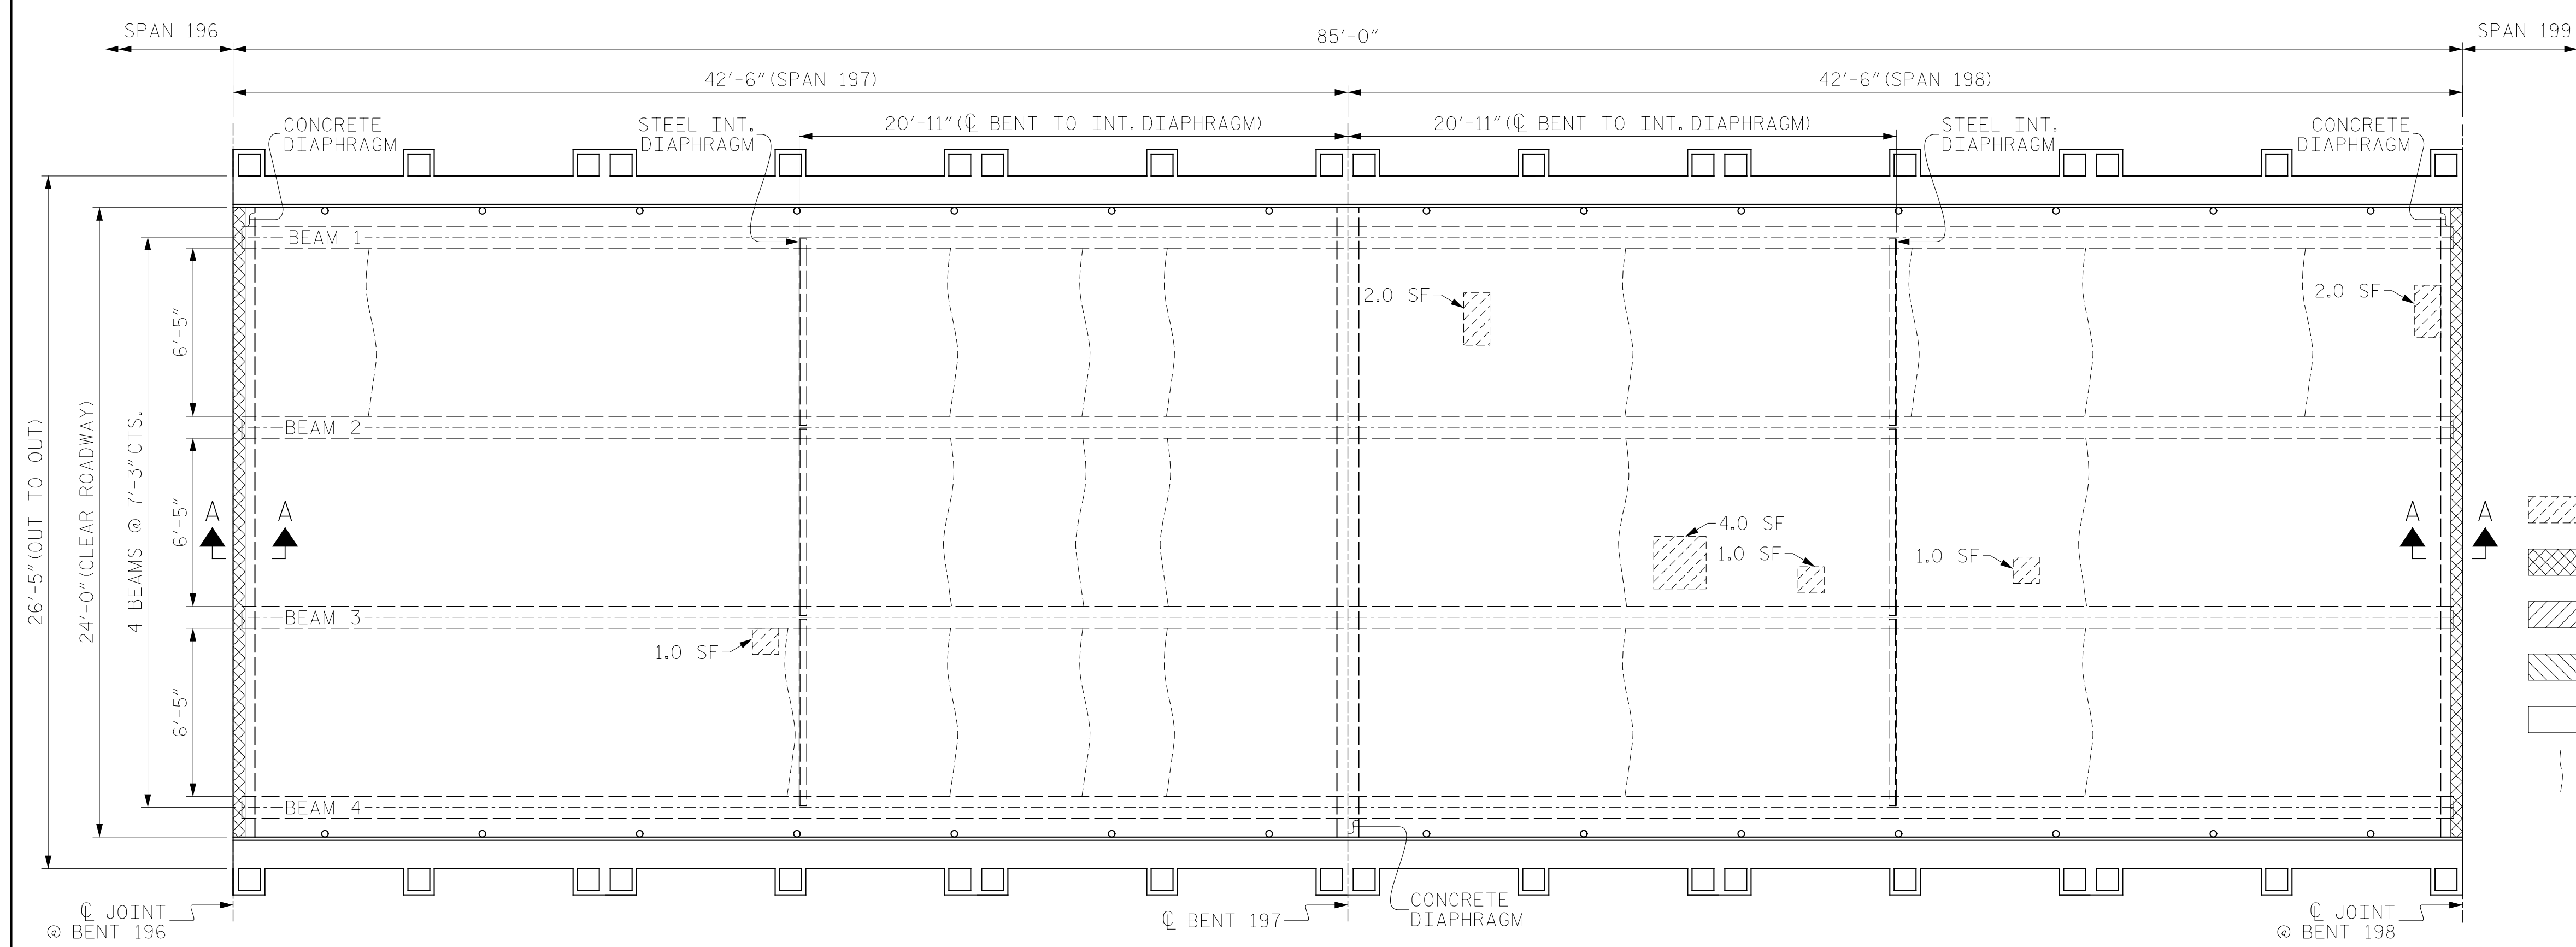 SPAN 196
85'-0"
SPAN 199
42'-6" (SPAN 197)
42'-6" (SPAN 198)
CONCRETE
DIAPHRAGM
STEEL INT.
DIAPHRAGM
20'-11" (℄ BENT TO INT. DIAPHRAGM)
20'-11" (℄ BENT TO INT. DIAPHRAGM)
STEEL INT.
DIAPHRAGM
CONCRETE
DIAPHRAGM
26'-5" (OUT TO OUT)
24'-0" (CLEAR ROADWAY)
4 BEAMS @ 7'-3" CTS.
6'-5"
6'-5"
6'-5"
BEAM 1
BEAM 2
BEAM 3
BEAM 4
2.0 SF
2.0 SF
4.0 SF
1.0 SF
1.0 SF
1.0 SF
A
A
A
A
℄ JOINT
@ BENT 196
℄ BENT 197
CONCRETE
DIAPHRAGM
℄ JOINT
@ BENT 198